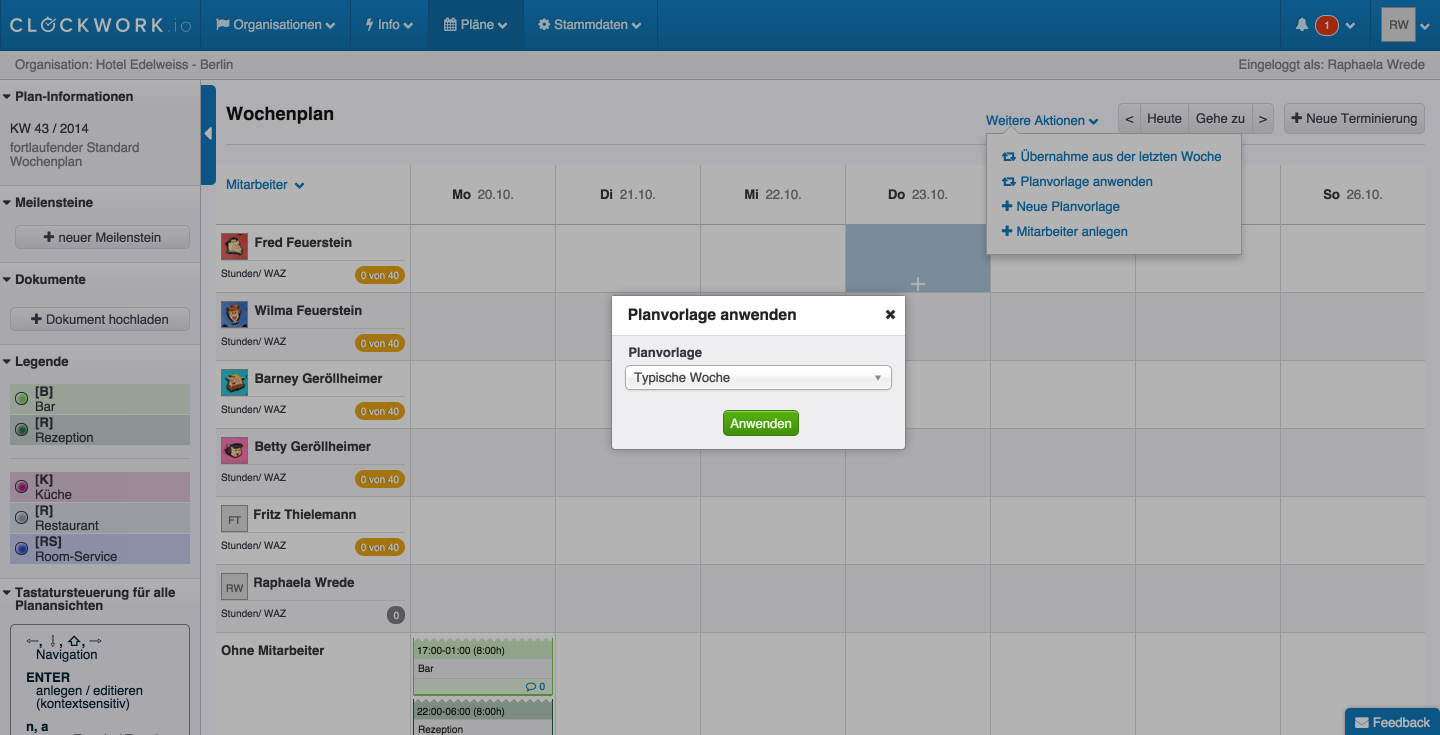 CLOCKWORK.io
Organisationen
Info
Pläne
Stammdaten
1
RW
Organisation: Hotel Edelweiss - Berlin
Eingeloggt als: Raphaela Wrede
Plan-Informationen
KW 43 / 2014
fortlaufender Standard
Wochenplan
Meilensteine
neuer Meilenstein
Dokumente
Dokument hochladen
Legende
[B]
Bar
[R]
Rezeption
[K]
Küche
[R]
Restaurant
[RS]
Room-Service
Tastatursteuerung für alle
Planansichten
←, ↓, ⇧, →
Navigation
ENTER
anlegen / editieren
(kontextsensitiv)
n, a
Wochenplan
Weitere Aktionen
< Heute Gehe zu >
+ Neue Terminierung
Übernahme aus der letzten Woche
Planvorlage anwenden
+ Neue Planvorlage
+ Mitarbeiter anlegen
Mitarbeiter
Mo 20.10.
Di 21.10.
Mi 22.10.
Do 23.10.
So 26.10.
Fred Feuerstein
Stunden/ WAZ
0 von 40
Wilma Feuerstein
Stunden/ WAZ
0 von 40
Barney Geröllheimer
Stunden/ WAZ
0 von 40
Betty Geröllheimer
Stunden/ WAZ
0 von 40
FT
Fritz Thielemann
Stunden/ WAZ
0 von 40
RW
Raphaela Wrede
Stunden/ WAZ
0
Ohne Mitarbeiter
17:00-01:00 (8:00h)
Bar
0
22:00-06:00 (8:00h)
Rezeption
Planvorlage anwenden
Planvorlage
Typische Woche
Anwenden
Feedback